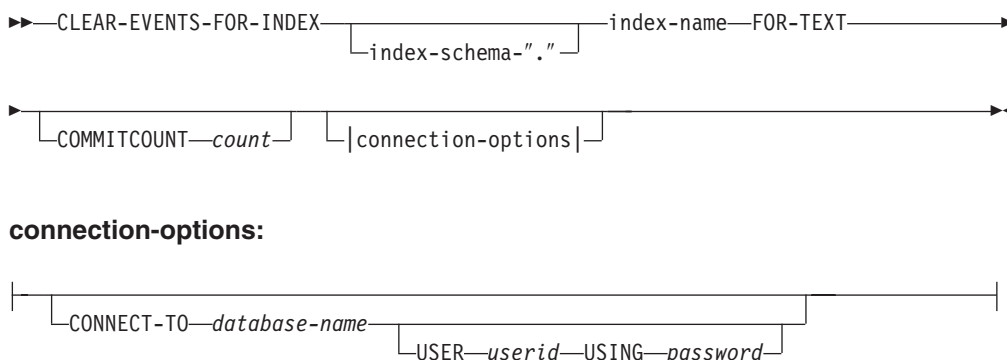 CLEAR-EVENTS-FOR-INDEX index-name FOR-TEXT
index-schema-"."
COMMITCOUNT count |connection-options|
connection-options:
CONNECT-TO database-name
USER userid USING password